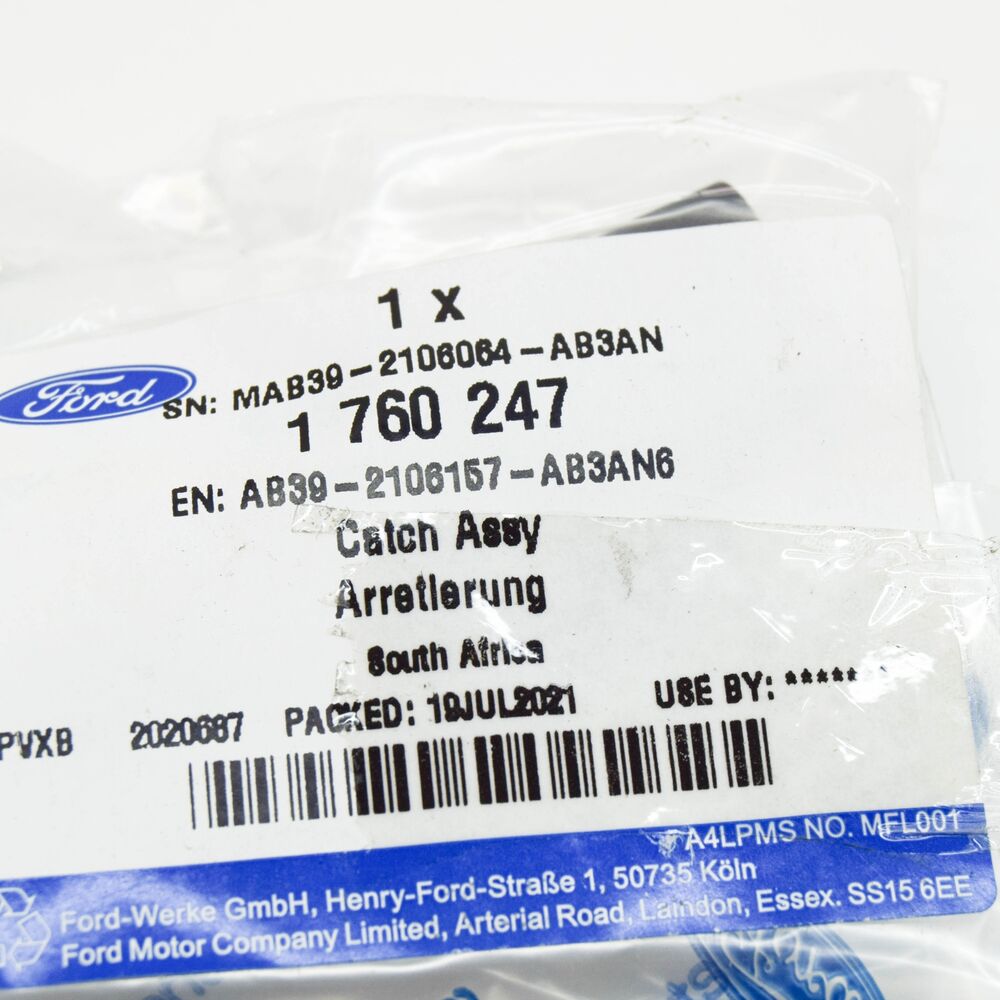 1 X
Ford
SN: MAB39-2106064-AB3AN
1 760 247
EN: AB39-2106157-AB3AN6
Catch Assy
Arretierung
South Africa
PACKED: 19JUL2021 USE BY: *****
PVXB 2020687
A4LPMS NO. MFL001
Ford-Werke GmbH, Henry-Ford-Straße 1, 50735 Köln
Ford Motor Company Limited, Arterial Road, Laindon, Essex. SS15 6EE